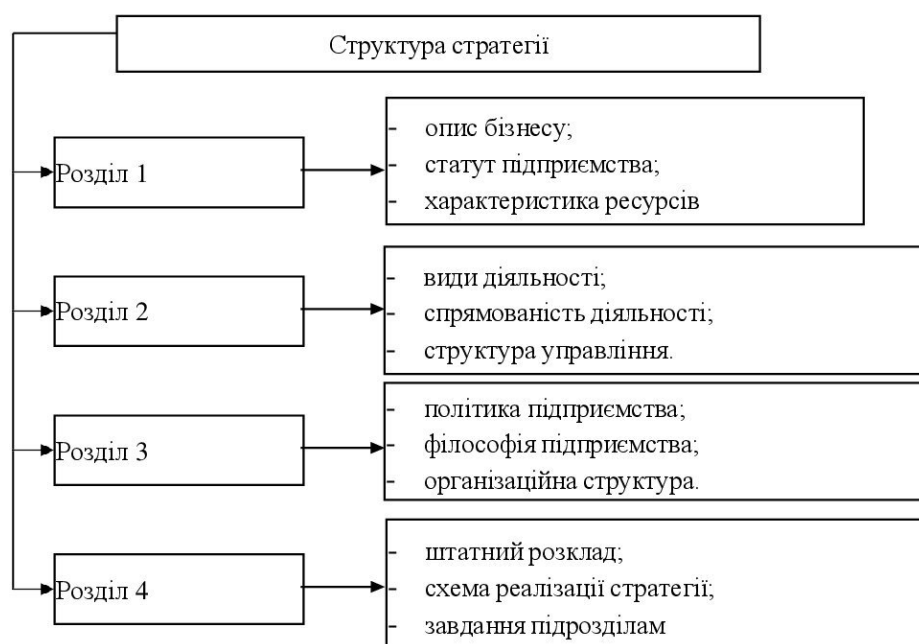 Структура стратегії
Розділ 1
- опис бізнесу;
- статут підприємства;
- характеристика ресурсів
Розділ 2
- види діяльності;
- спрямованість діяльності;
- структура управління.
Розділ 3
- політика підприємства;
- філософія підприємства;
- організаційна структура.
Розділ 4
- штатний розклад;
- схема реалізації стратегії;
- завдання підрозділам